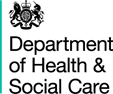 Department
of Health &
Social Care